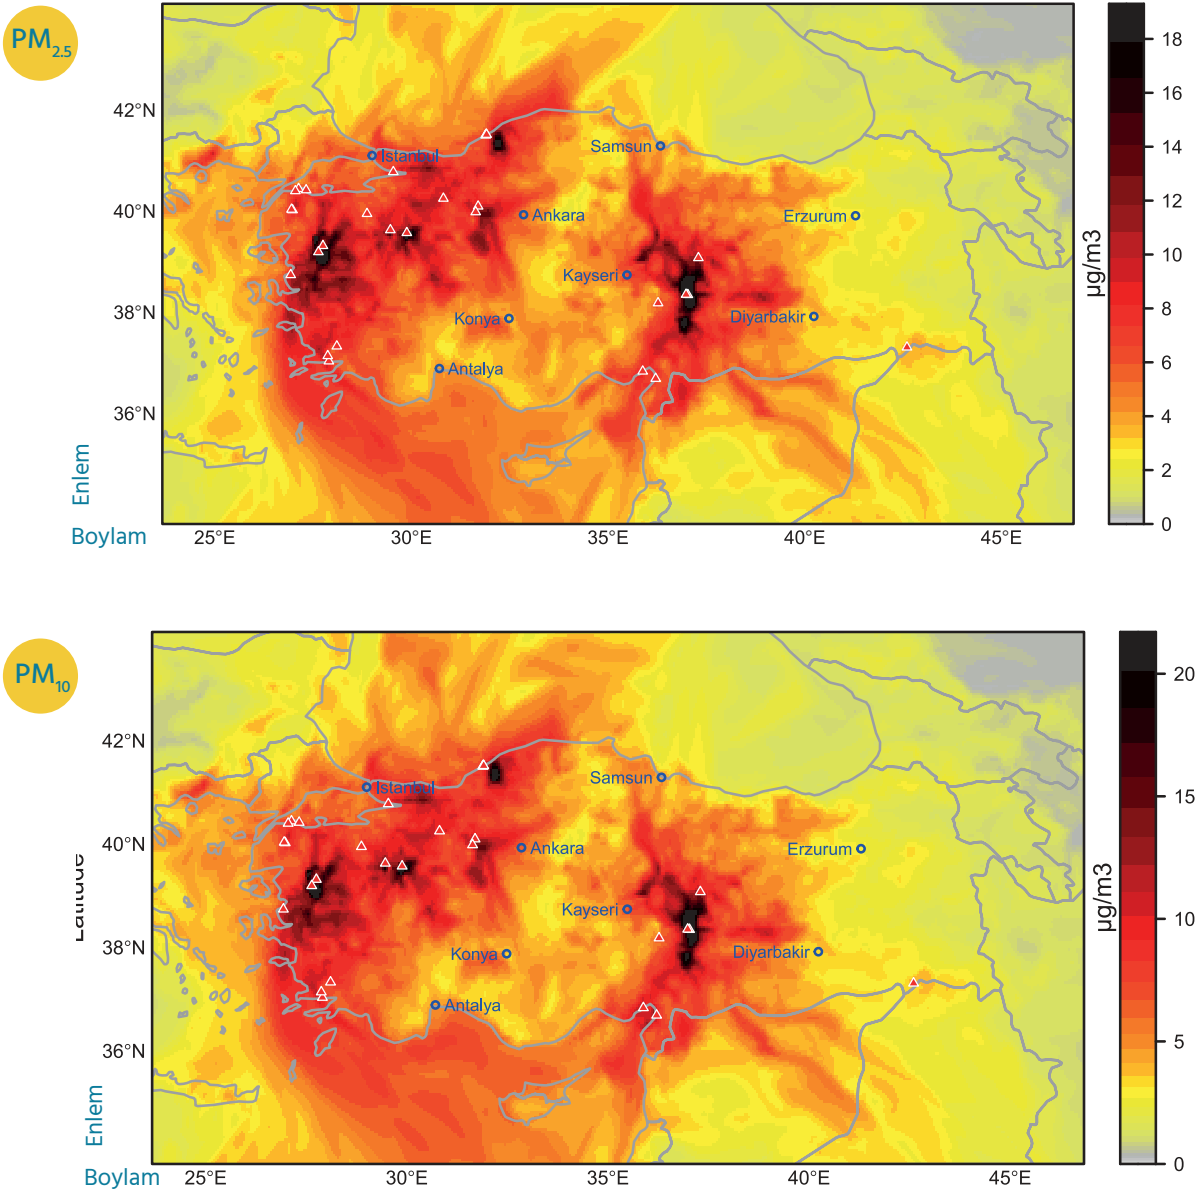 PM2.5
42°N
40°N
38°N
36°N
Enlem
Boylam
25°E
30°E
35°E
40°E
45°E
Istanbul
Samsun
Ankara
Erzurum
Kayseri
Konya
Diyarbakir
Antalya
18
16
14
12
10
8
6
4
2
0
µg/m3
PM10
42°N
40°N
38°N
36°N
Latitude
Enlem
Boylam
25°E
30°E
35°E
40°E
45°E
Istanbul
Samsun
Ankara
Erzurum
Kayseri
Konya
Diyarbakir
Antalya
20
15
10
5
0
µg/m3